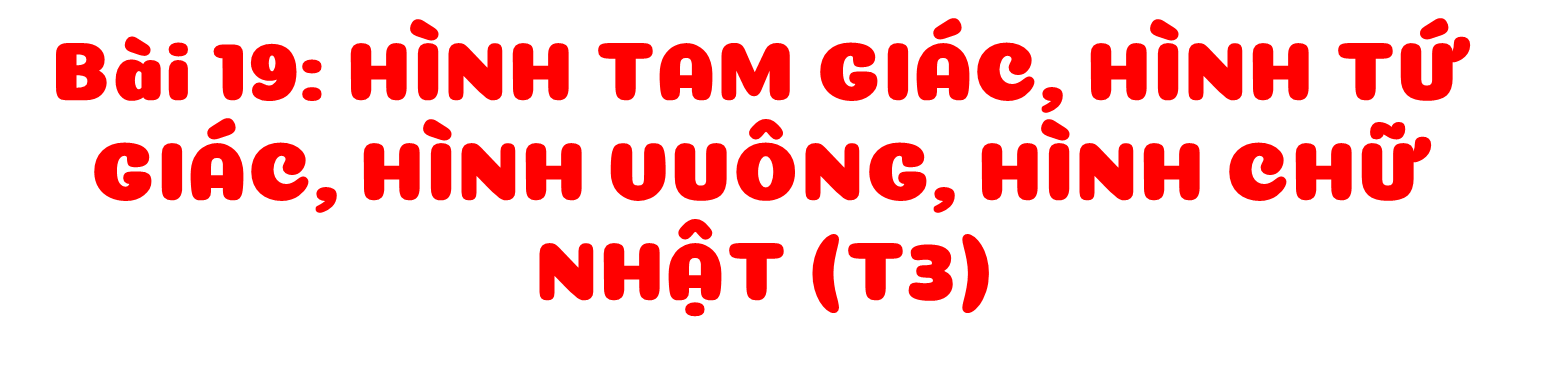 Bài 19: HÌNH TAM GIÁC, HÌNH TỨ
GIÁC, HÌNH VUÔNG, HÌNH CHỮ
NHẬT (T3)